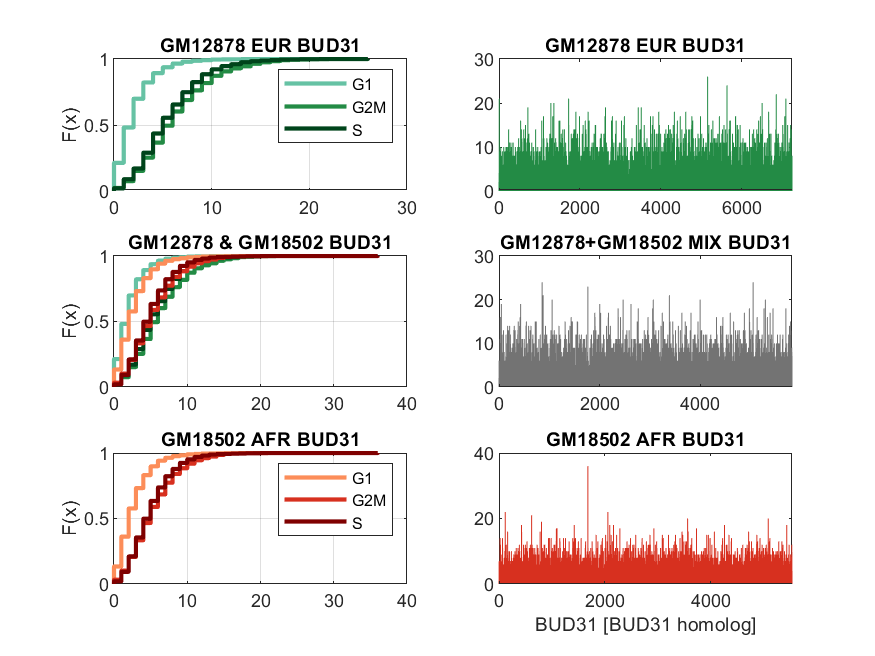 GM12878 EUR BUD31
F(x)
1
0.5
0
0 10 20 30
G1
G2M
S
GM12878 EUR BUD31
30
20
10
0
0 2000 4000 6000
GM12878 & GM18502 BUD31
F(x)
1
0.5
0
0 10 20 30 40
GM12878+GM18502 MIX BUD31
30
20
10
0
0 2000 4000
GM18502 AFR BUD31
F(x)
1
0.5
0
0 10 20 30 40
G1
G2M
S
GM18502 AFR BUD31
40
20
0
0 2000 4000
BUD31 [BUD31 homolog]